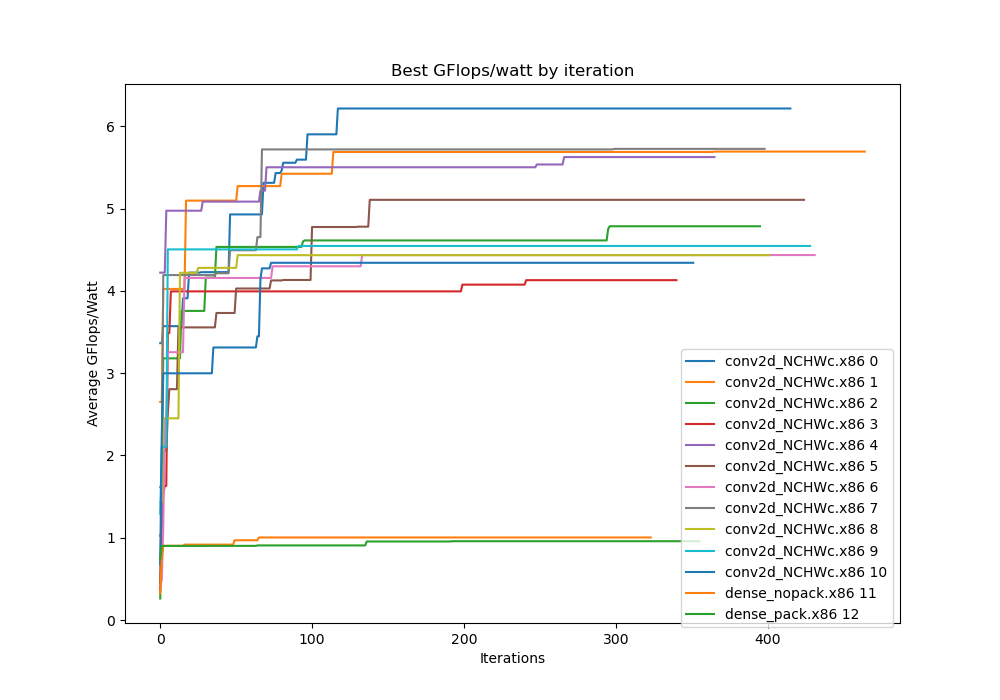 Best GFlops/watt by iteration
Average GFlops/Watt
6
5
4
3
2
1
0
conv2d_NCHWc.x86 0
conv2d_NCHWc.x86 1
conv2d_NCHWc.x86 2
conv2d_NCHWc.x86 3
conv2d_NCHWc.x86 4
conv2d_NCHWc.x86 5
conv2d_NCHWc.x86 6
conv2d_NCHWc.x86 7
conv2d_NCHWc.x86 8
conv2d_NCHWc.x86 9
conv2d_NCHWc.x86 10
dense_nopack.x86 11
dense_pack.x86 12
0 100 200 300 400
Iterations